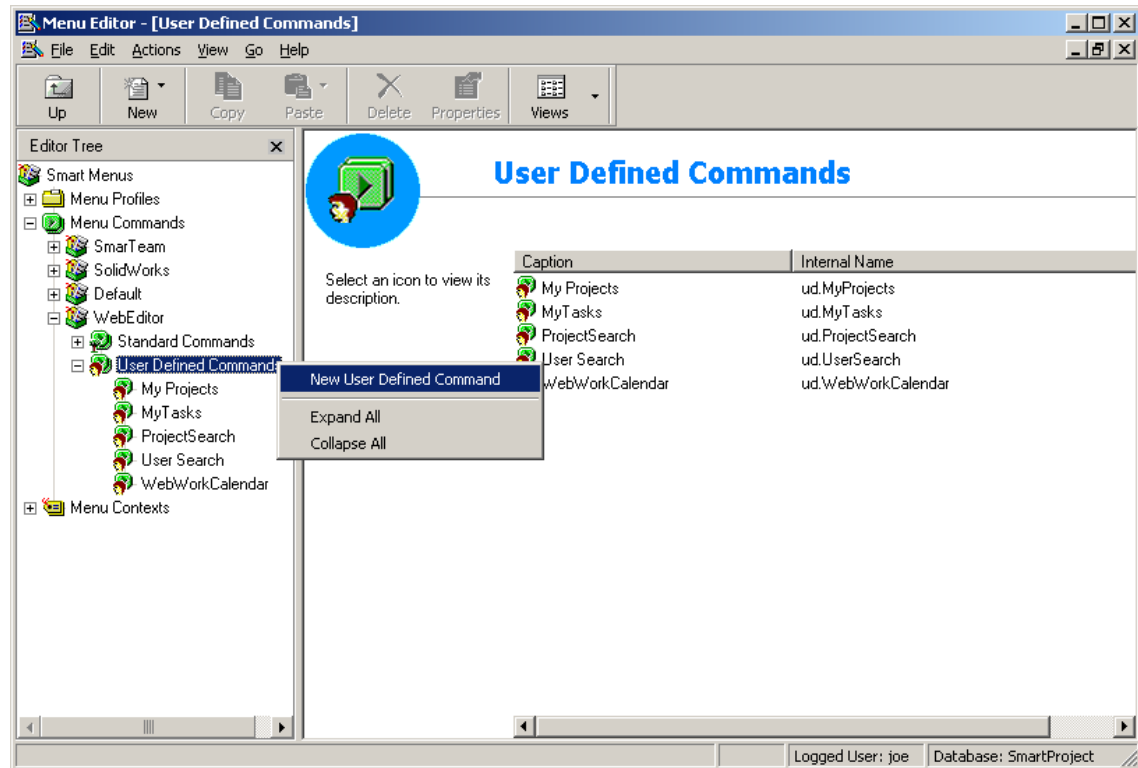 Menu Editor - [User Defined Commands]
File Edit Actions View Go Help
Up New Copy Paste Delete Properties Views
Editor Tree
Smart Menus
Menu Profiles
Menu Commands
SmarTeam
SolidWorks
Default
WebEditor
Standard Commands
User Defined Commands
My Projects
MyTasks
ProjectSearch
User Search
WebWorkCalendar
Menu Contexts
New User Defined Command
Expand All
Collapse All
User Defined Commands
Select an icon to view its
description.
Caption Internal Name
My Projects ud.MyProjects
MyTasks ud.MyTasks
ProjectSearch ud.ProjectSearch
User Search ud.UserSearch
WebWorkCalendar ud.WebWorkCalendar
Logged User: joe Database: SmartProject